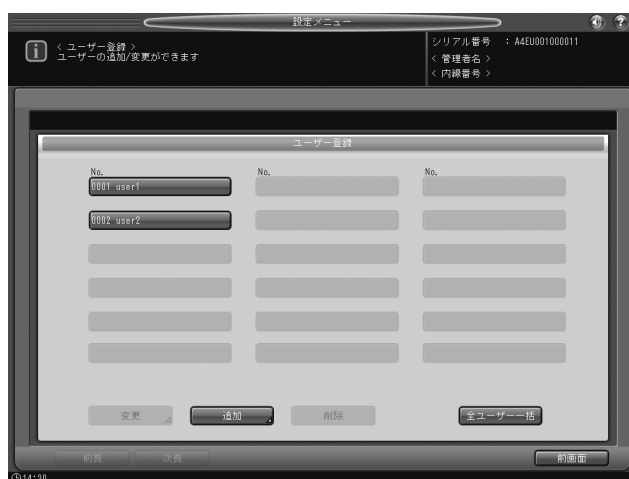 設定メニュー
< ユーザー登録 >
ユーザーの追加/変更ができます
シリアル番号 : A4EU001000011
< 管理者名 >
< 内線番号 >
ユーザー登録
No. No. No.
0001 user1
0002 user2
変更 追加 削除 全ユーザー一括
前頁 次頁 前画面
14:30